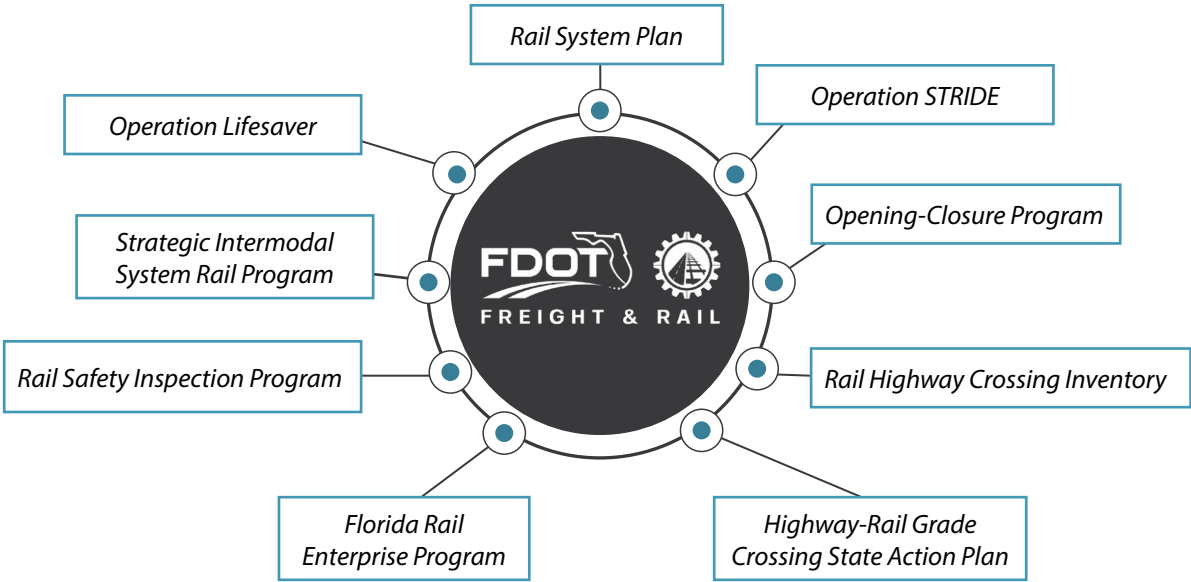 Rail System Plan
Operation STRIDE
Operation Lifesaver
Opening-Closure Program
Strategic Intermodal
System Rail Program
FDOT
FREIGHT & RAIL
Rail Safety Inspection Program
Rail Highway Crossing Inventory
Florida Rail
Enterprise Program
Highway-Rail Grade
Crossing State Action Plan